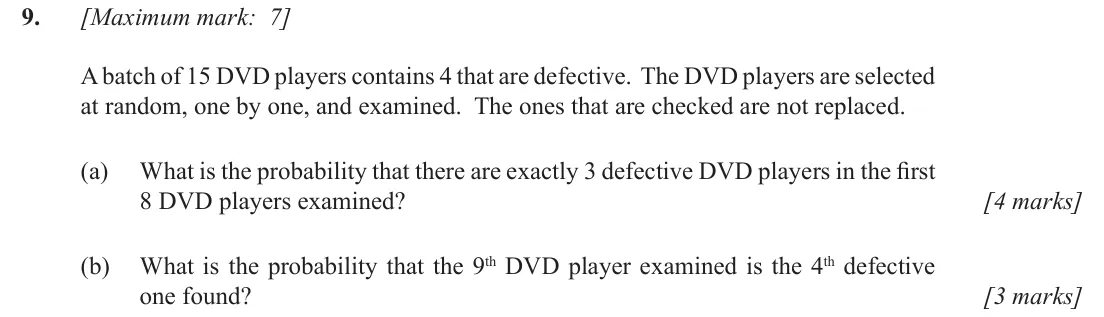 9. [Maximum mark: 7]
A batch of 15 DVD players contains 4 that are defective. The DVD players are selected
at random, one by one, and examined. The ones that are checked are not replaced.
(a) What is the probability that there are exactly 3 defective DVD players in the first
8 DVD players examined? [4 marks]
(b) What is the probability that the 9th DVD player examined is the 4th defective
one found? [3 marks]